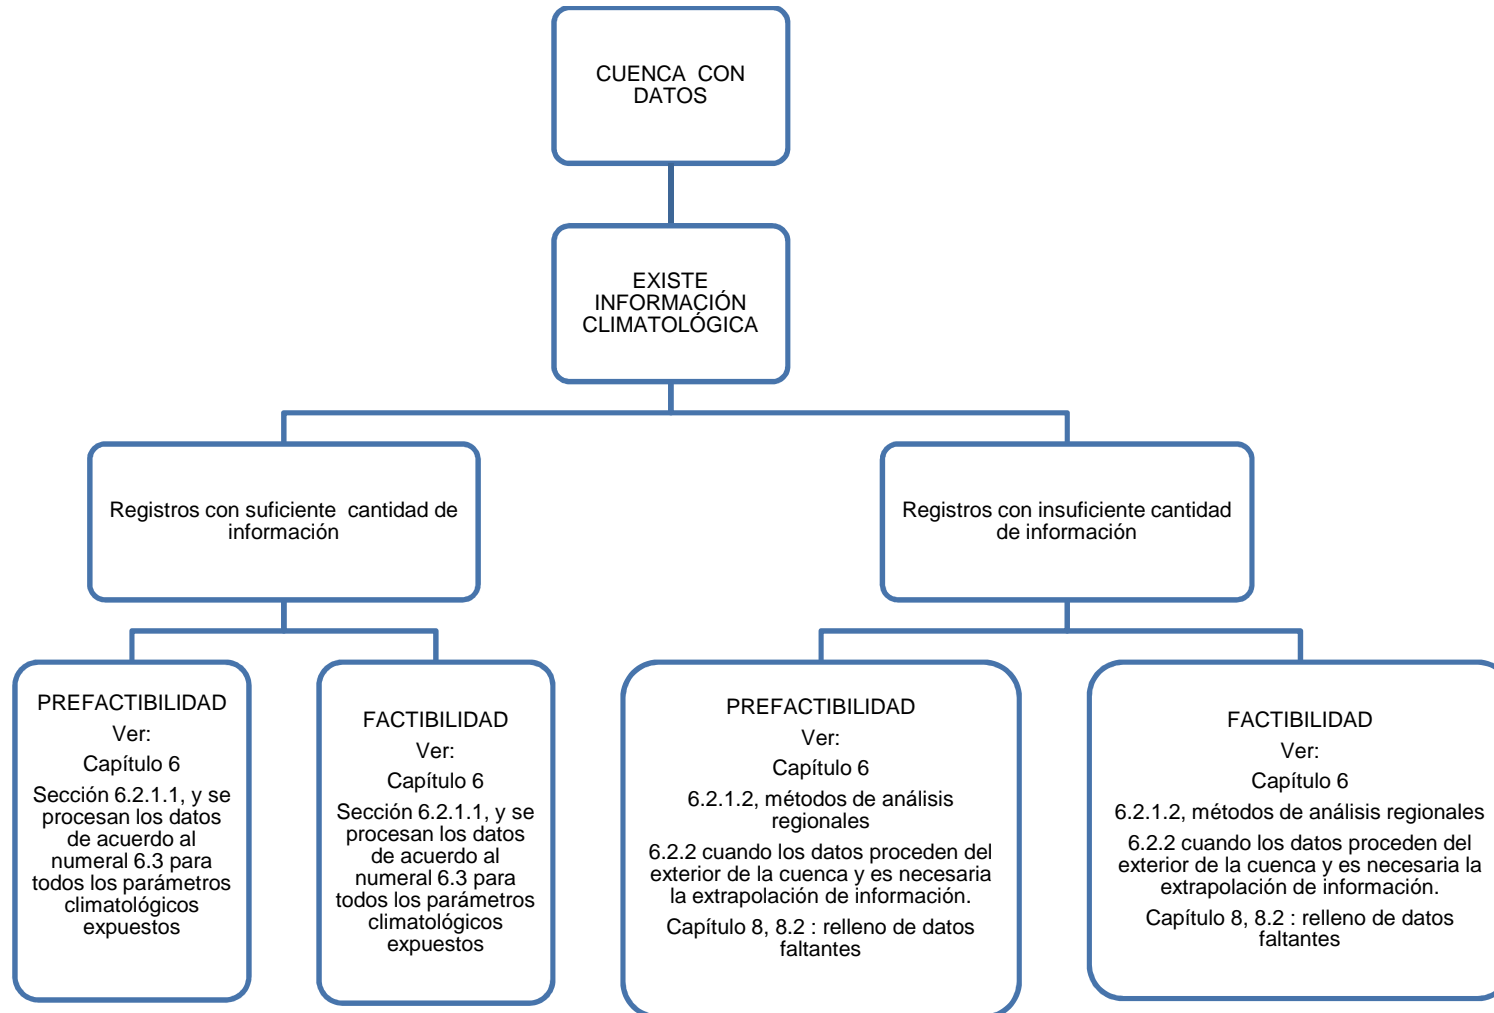 CUENCA CON
DATOS
EXISTE
INFORMACIÓN
CLIMATOLÓGICA
Registros con suficiente cantidad de
información
Registros con insuficiente cantidad
de información
PREFACTIBILIDAD
Ver:
Capítulo 6
Sección 6.2.1.1, y se
procesan los datos
de acuerdo al
numeral 6.3 para
todos los parámetros
climatológicos
expuestos
FACTIBILIDAD
Ver:
Capítulo 6
Sección 6.2.1.1, y se
procesan los datos
de acuerdo al
numeral 6.3 para
todos los parámetros
climatológicos
expuestos
PREFACTIBILIDAD
Ver:
Capítulo 6
6.2.1.2, métodos de análisis
regionales
6.2.2 cuando los datos proceden del
exterior de la cuenca y es necesaria
la extrapolación de información.
Capítulo 8, 8.2 : relleno de datos
faltantes
FACTIBILIDAD
Ver:
Capítulo 6
6.2.1.2, métodos de análisis regionales
6.2.2 cuando los datos proceden del
exterior de la cuenca y es necesaria la
extrapolación de información.
Capítulo 8, 8.2 : relleno de datos
faltantes